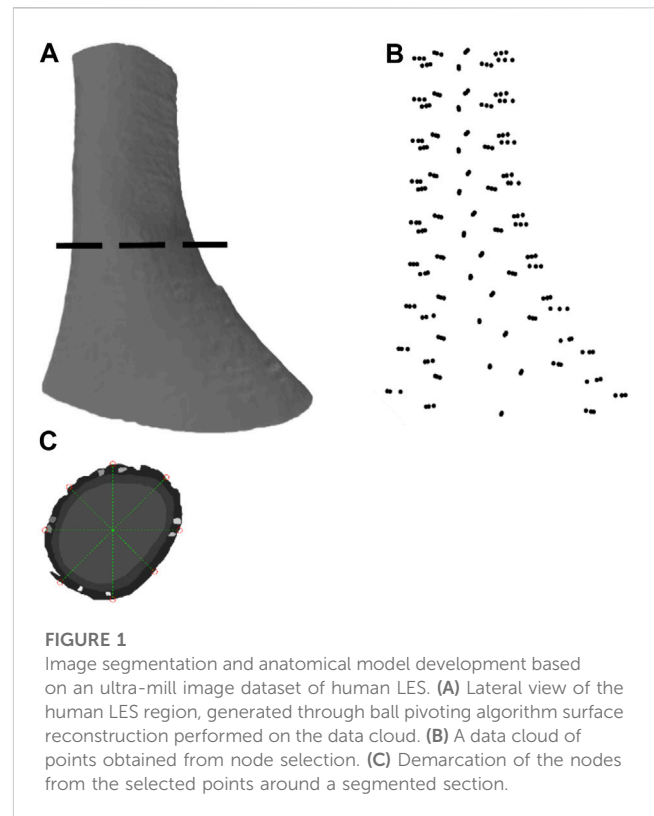 A
B
C
FIGURE 1
Image segmentation and anatomical model development based
on an ultra-mill image dataset of human LES. (A) Lateral view of the
human LES region, generated through ball pivoting algorithm surface
reconstruction performed on the data cloud. (B) A data cloud of
points obtained from node selection. (C) Demarcation of the nodes
from the selected points around a segmented section.